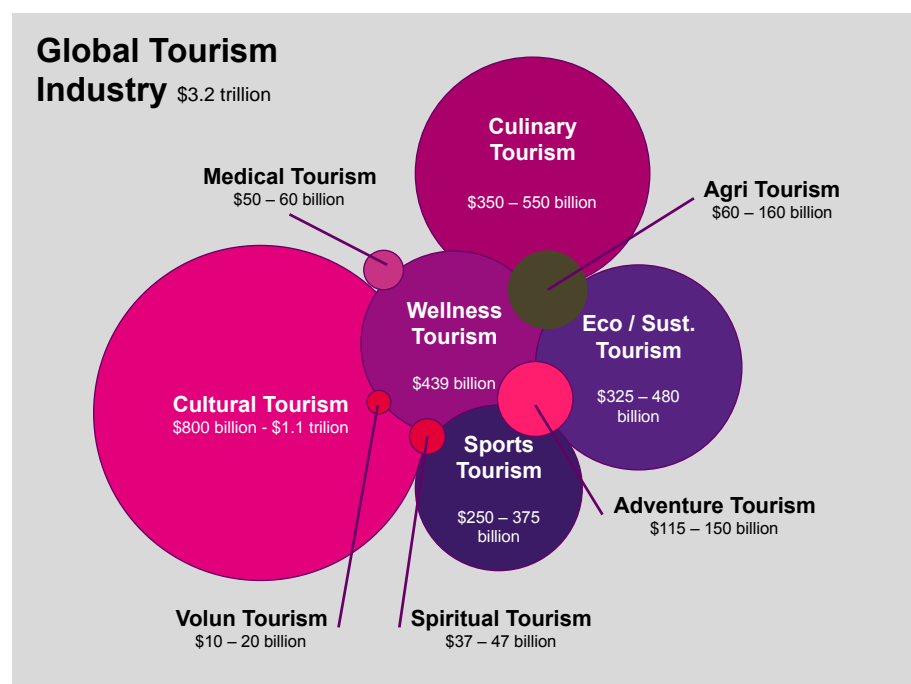 Global Tourism
Industry $3.2 trillion
Culinary
Tourism
$350 – 550 billion
Medical Tourism
$50 – 60 billion
Agri Tourism
$60 – 160 billion
Wellness
Tourism
$439 billion
Eco / Sust.
Tourism
$325 – 480
billion
Cultural Tourism
$800 billion - $1.1 trilion
Sports
Tourism
$250 – 375
billion
Adventure Tourism
$115 – 150 billion
Volun Tourism
$10 – 20 billion
Spiritual Tourism
$37 – 47 billion